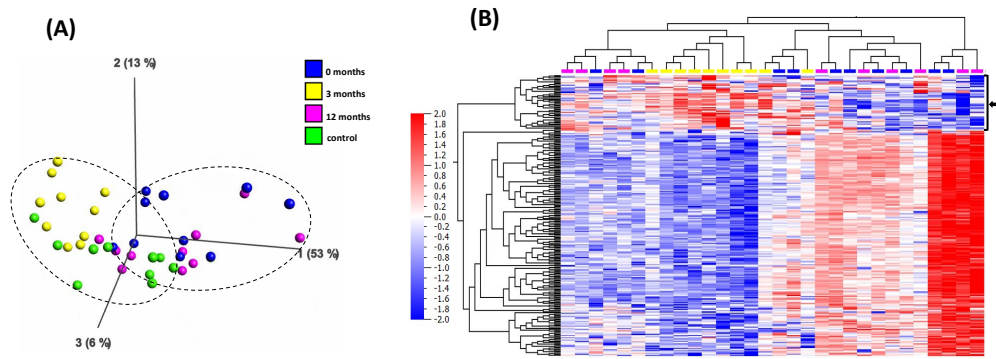 (A)
2 (13 %)
0 months
3 months
12 months
control
1 (53 %)
3 (6 %)
(B)
2.0
1.8
1.6
1.4
1.2
1.0
0.8
0.6
0.4
0.2
0.0
-0.2
-0.4
-0.6
-0.8
-1.0
-1.2
-1.4
-1.6
-1.8
-2.0